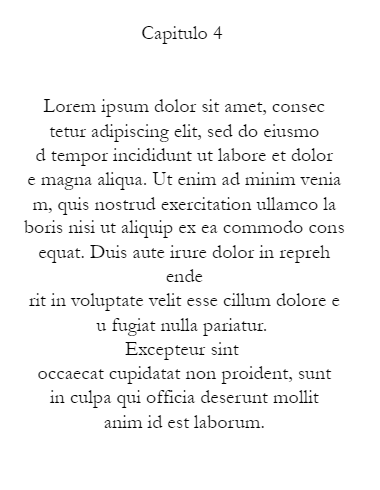 Capitulo 4
Lorem ipsum dolor sit amet, consec
tetur adipiscing elit, sed do eiusmo
d tempor incididunt ut labore et dolor
e magna aliqua. Ut enim ad minim venia
m, quis nostrud exercitation ullamco la
boris nisi ut aliquip ex ea commodo cons
equat. Duis aute irure dolor in repreh
ende
rit in voluptate velit esse cillum dolore e
u fugiat nulla pariatur.
Excepteur sint
occaecat cupidatat non proident, sunt
in culpa qui officia deserunt mollit
anim id est laborum.